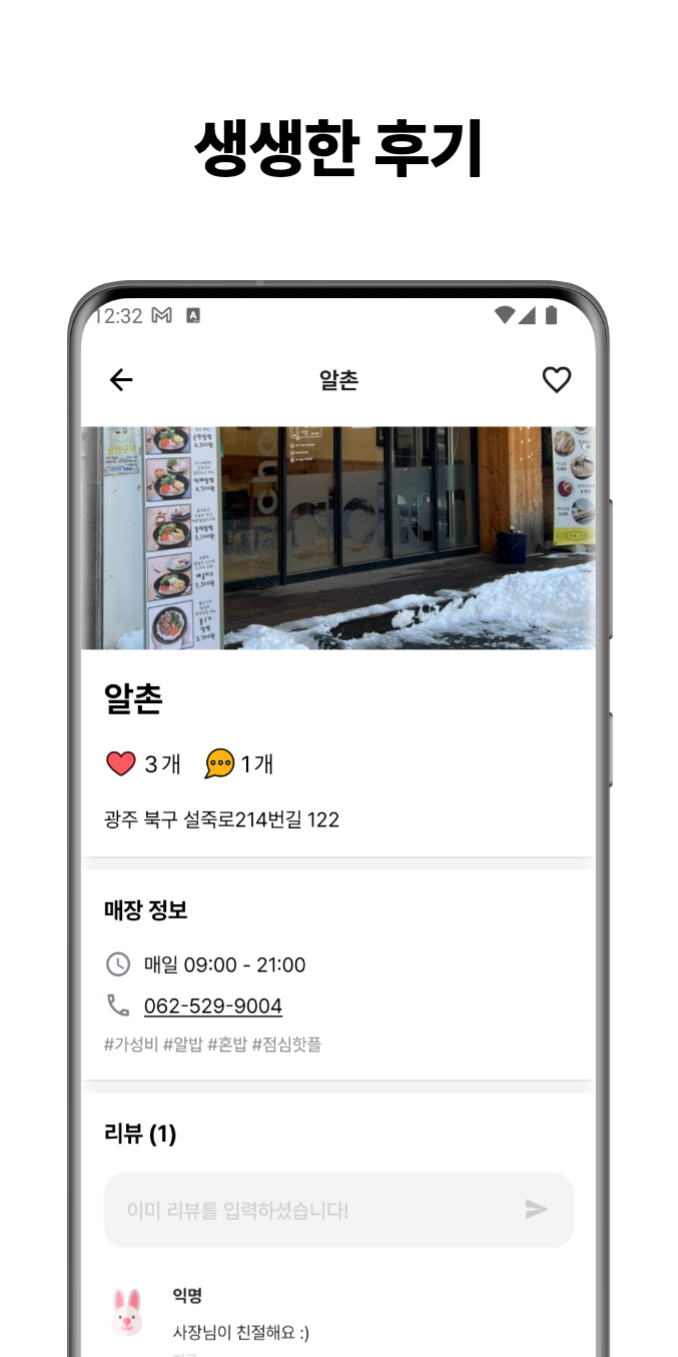 생생한 후기
12:32
알촌
알촌
3개 1개
광주 북구 설죽로214번길 122
매장 정보
매일 09:00 - 21:00
062-529-9004
#가성비 #알밥 #혼밥 #점심핫플
리뷰 (1)
이미 리뷰를 입력하셨습니다!
익명
사장님이 친절해요 :)